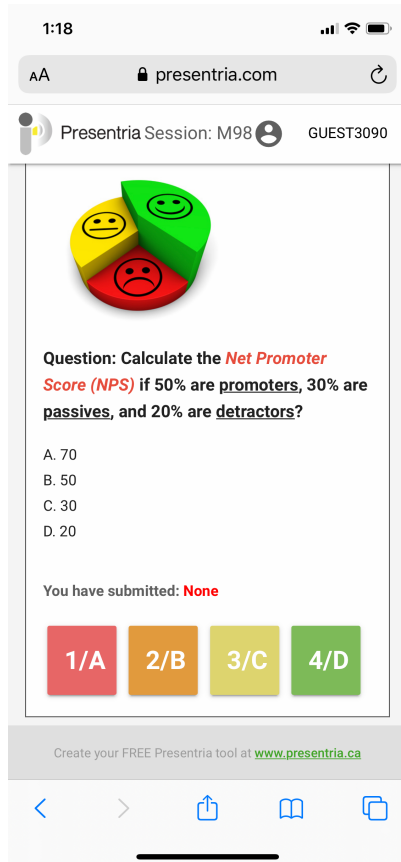 1:18
AA presentria.com
Presentria Session: M98 GUEST3090
Question: Calculate the Net Promoter
Score (NPS) if 50% are promoters, 30% are
passives, and 20% are detractors?
A. 70
B. 50
C. 30
D. 20
You have submitted: None
1/A 2/B 3/C 4/D
Create your FREE Presentria tool at www.presentria.ca